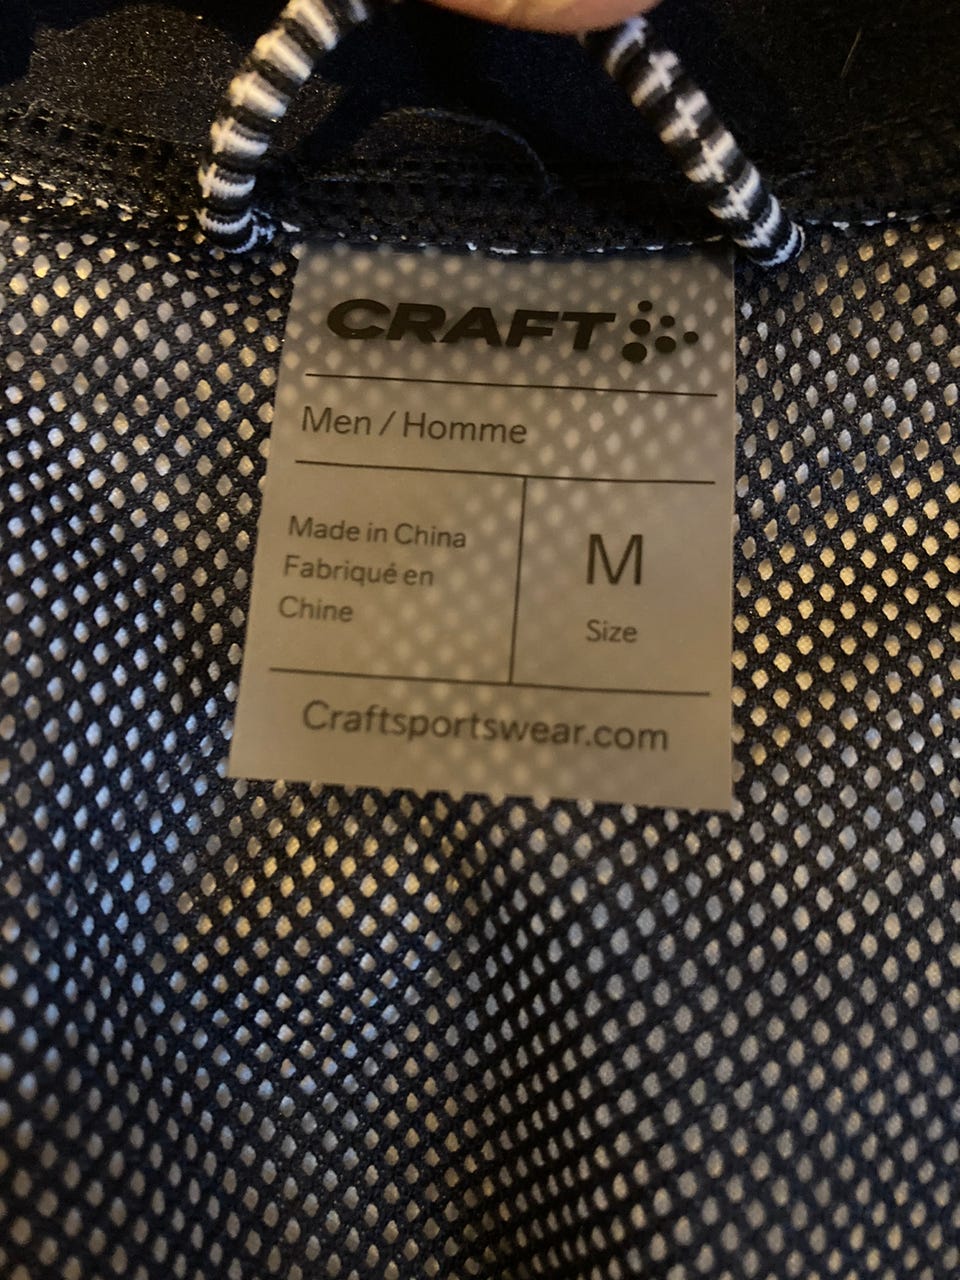 CRAFT
Men / Homme
Made in China
Fabriqué en
Chine
M
Size
Craftsportswear.com